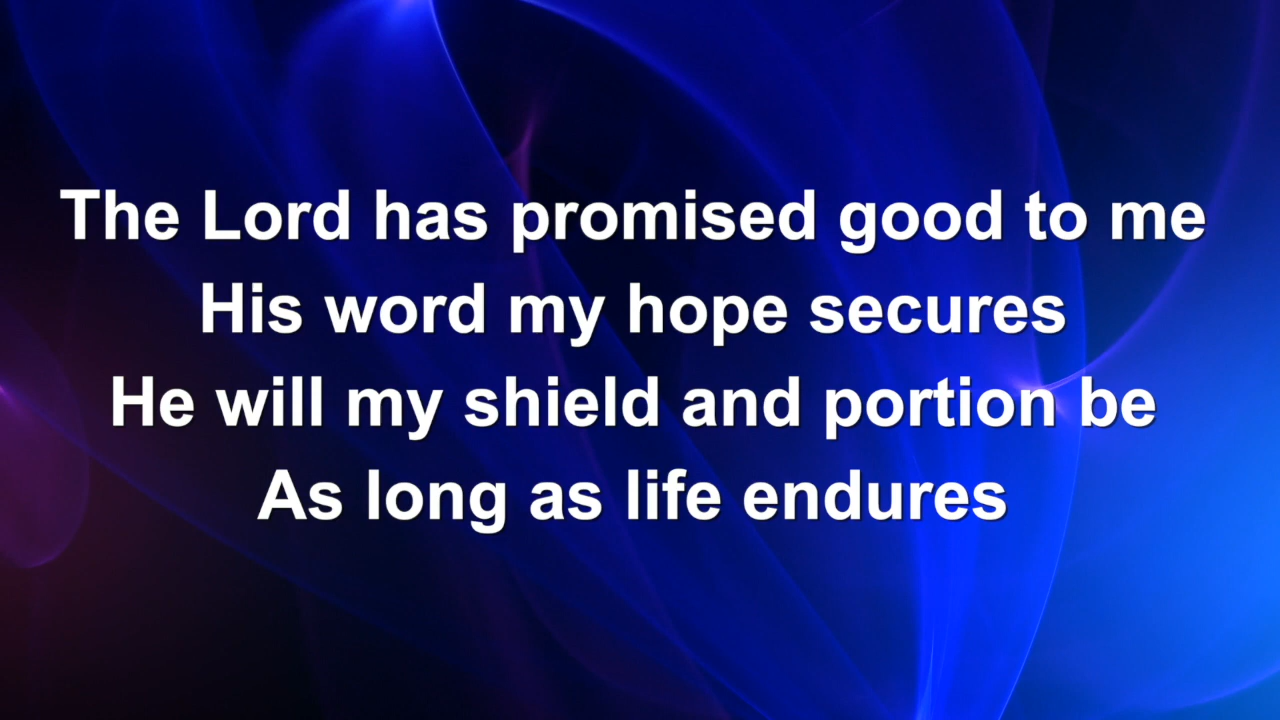 The Lord has promised good to me
His word my hope secures
He will my shield and portion be
As long as life endures